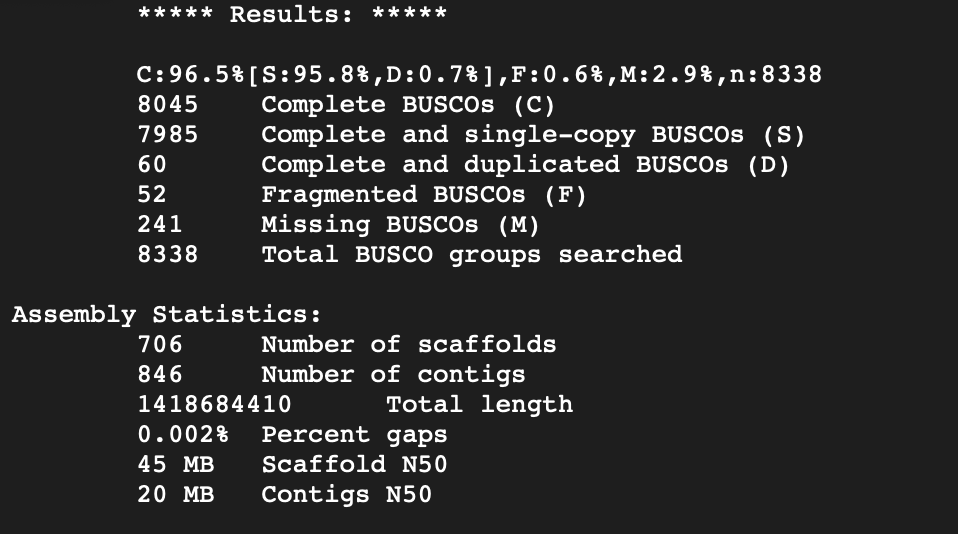 ***** Results: *****
C:96.5%[S:95.8%,D:0.7%],F:0.6%,M:2.9%,n:8338
8045 Complete BUSCOs (C)
7985 Complete and single-copy BUSCOs (S)
60 Complete and duplicated BUSCOs (D)
52 Fragmented BUSCOs (F)
241 Missing BUSCOs (M)
8338 Total BUSCO groups searched
Assembly Statistics:
706 Number of scaffolds
846 Number of contigs
1418684410 Total length
0.002% Percent gaps
45 MB Scaffold N50
20 MB Contigs N50